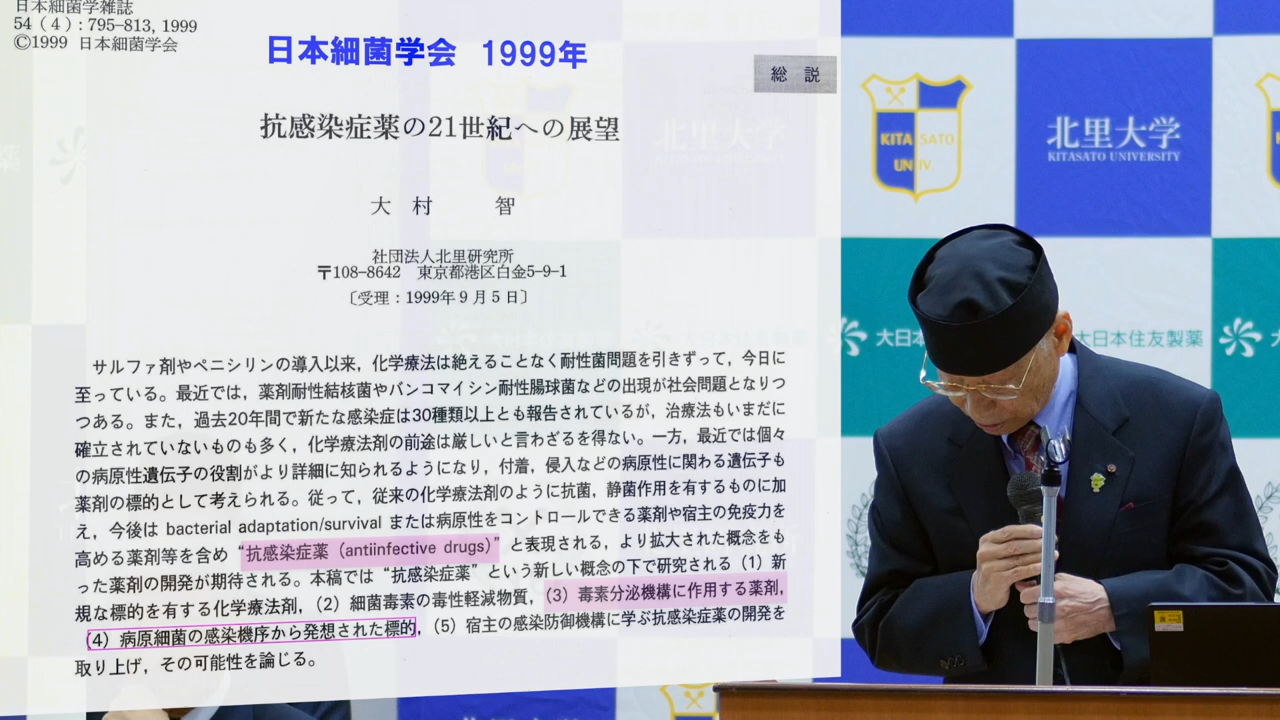 日本細菌学雑誌
54（4）: 795–813, 1999
©1999 日本細菌学会
日本細菌学会 1999年
総 説
抗感染症薬の21世紀への展望
大 村 智
社団法人北里研究所
〒108–8642 東京都港区白金5–9–1
〔受理：1999年9月5日〕
サルファ剤やペニシリンの導入以来，化学療法は絶えることなく耐性菌問題を引きずって，今日に
至っている。最近では，薬剤耐性結核菌やバンコマイシン耐性腸球菌などの出現が社会問題となりつ
つある。また，過去20年間で新たな感染症は30種類以上とも報告されているが，治療法もいまだに
確立されていないものも多く，化学療法剤の前途は厳しいと言わざるを得ない。一方，最近では個々
の病原性遺伝子の役割がより詳細に知られるようになり，付着，侵入などの病原性に関わる遺伝子も
薬剤の標的として考えられる。従って，従来の化学療法剤のように抗菌，静菌作用を有するものに加
え，今後は bacterial adaptation/survival または病原性をコントロールできる薬剤や宿主の免疫力を
高める薬剤等を含め“抗感染症薬（antiinfective drugs）”と表現される，より拡大された概念をも
った薬剤の開発が期待される。本稿では“抗感染症薬”という新しい概念の下で研究される（1）新
規な標的を有する化学療法剤，（2）細菌毒素の毒性軽減物質，（3）毒素分泌機構に作用する薬剤，
（4）病原細菌の感染機序から発想された標的，（5）宿主の感染防御機構に学ぶ抗感染症薬の開発を
取り上げ，その可能性を論じる。
KITA SATO
UNIV.
北里大学
KITASATO UNIVERSITY
北里大学
KITASATO UNIVERSITY
大日本
大日本住友製薬